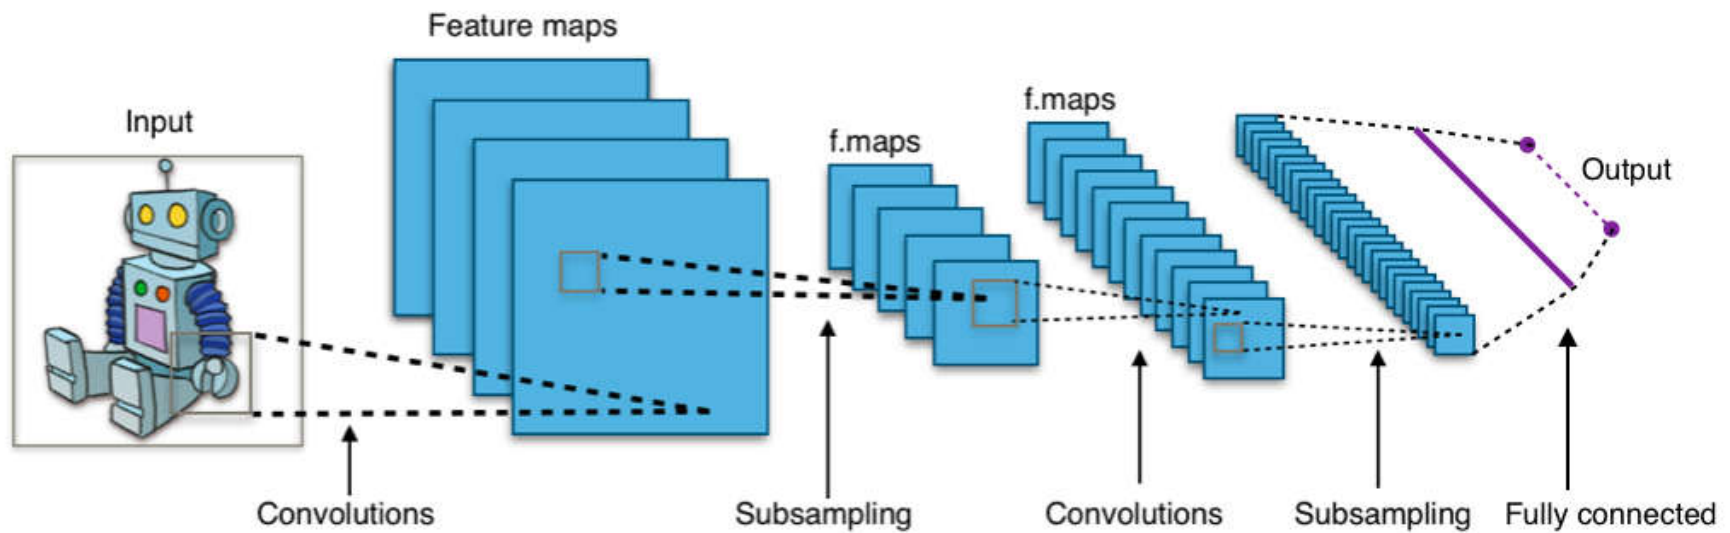 Feature maps
f.maps
Input
f.maps
Output
Convolutions
Subsampling
Convolutions
Subsampling
Fully connected